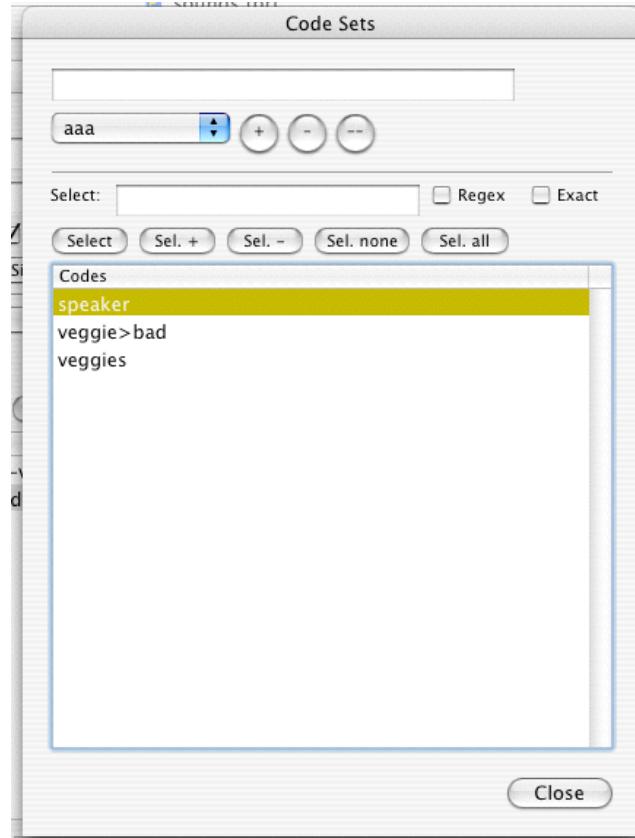 Code Sets
aaa
+ - --
Select: Regex Exact
Select Sel. + Sel. - Sel. none Sel. all
Codes
speaker
veggie>bad
veggies
Close